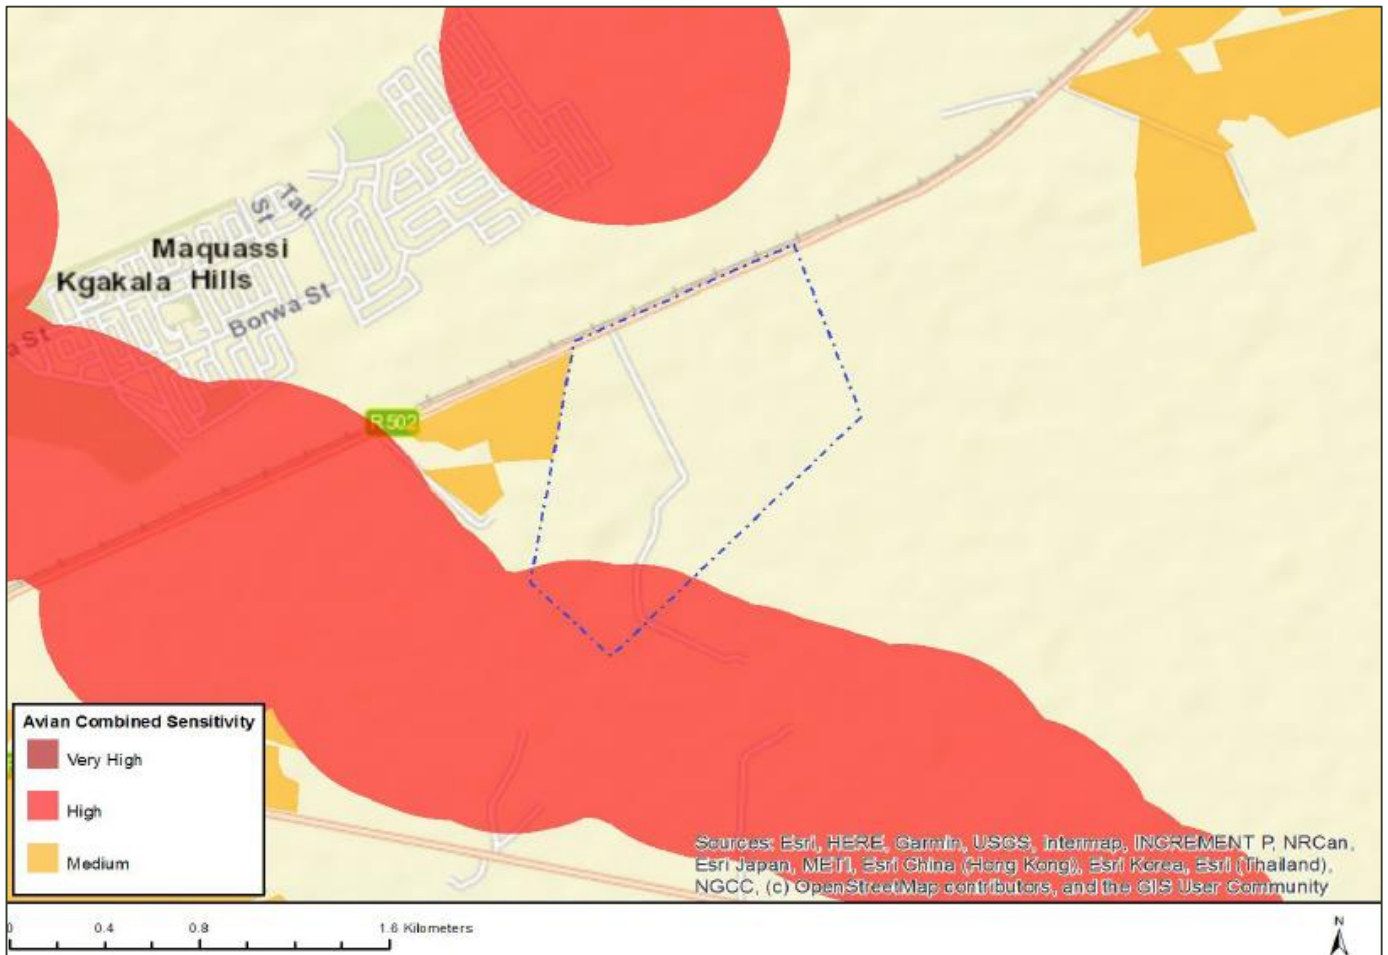 Tati
St
Maquassi
Kgakala Hills
Borwa St
a St
R502
Avian Combined Sensitivity
Very High
High
Medium
Sources: Esri, HERE, Garmin, USGS, Intermap, INCREMENT P, NRCan,
Esri Japan, METI, Esri China (Hong Kong), Esri Korea, Esri (Thailand),
NGCC, (c) OpenStreetMap contributors, and the GIS User Community
0 0.4 0.8 1.6 Kilometers
N